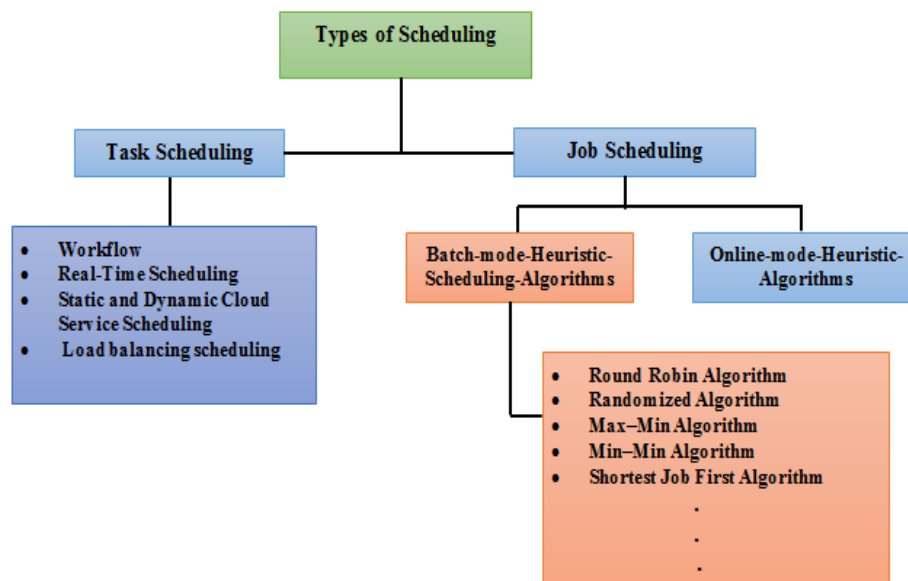 Types of Scheduling
Task Scheduling
Job Scheduling
• Workflow
• Real-Time Scheduling
• Static and Dynamic Cloud
Service Scheduling
• Load balancing scheduling
Batch-mode-Heuristic-
Scheduling-Algorithms
Online-mode-Heuristic-
Algorithms
• Round Robin Algorithm
• Randomized Algorithm
• Max–Min Algorithm
• Min–Min Algorithm
• Shortest Job First Algorithm
.
.
.